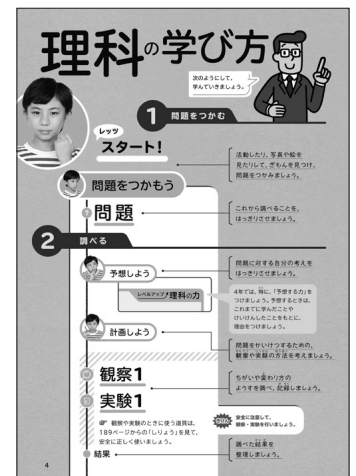 理科の学び方
次のようにして、
学んでいきましょう。
1 問題をつかむ
レッツ
スタート！
活動したり、写真や絵を
見たりして、ぎもんを見つけ、
問題をつかみましょう。
問題をつかもう
問題
これから調べることを、
はっきりさせましょう。
2 調べる
予想しよう
問題に対する自分の考えを
はっきりさせましょう。
レベルアップ 理科の力
4年では、特に、「予想する力」を
つけましょう。予想するときは、
これまでに学んだことや
けいけんしたことをもとに、
理由をつけましょう。
計画しよう
問題をかいけつするための、
観察や実験の方法を考えましょう。
観察1
実験1
ちがいや変わり方の
ようすを調べ、記録しましょう。
観察や実験のときに使う道具は、
189ページからの「しりょう」を見て、
安全に正しく使いましょう。
安全に注意して、
観察・実験を行いましょう。
結果
調べた結果を
整理しましょう。
4